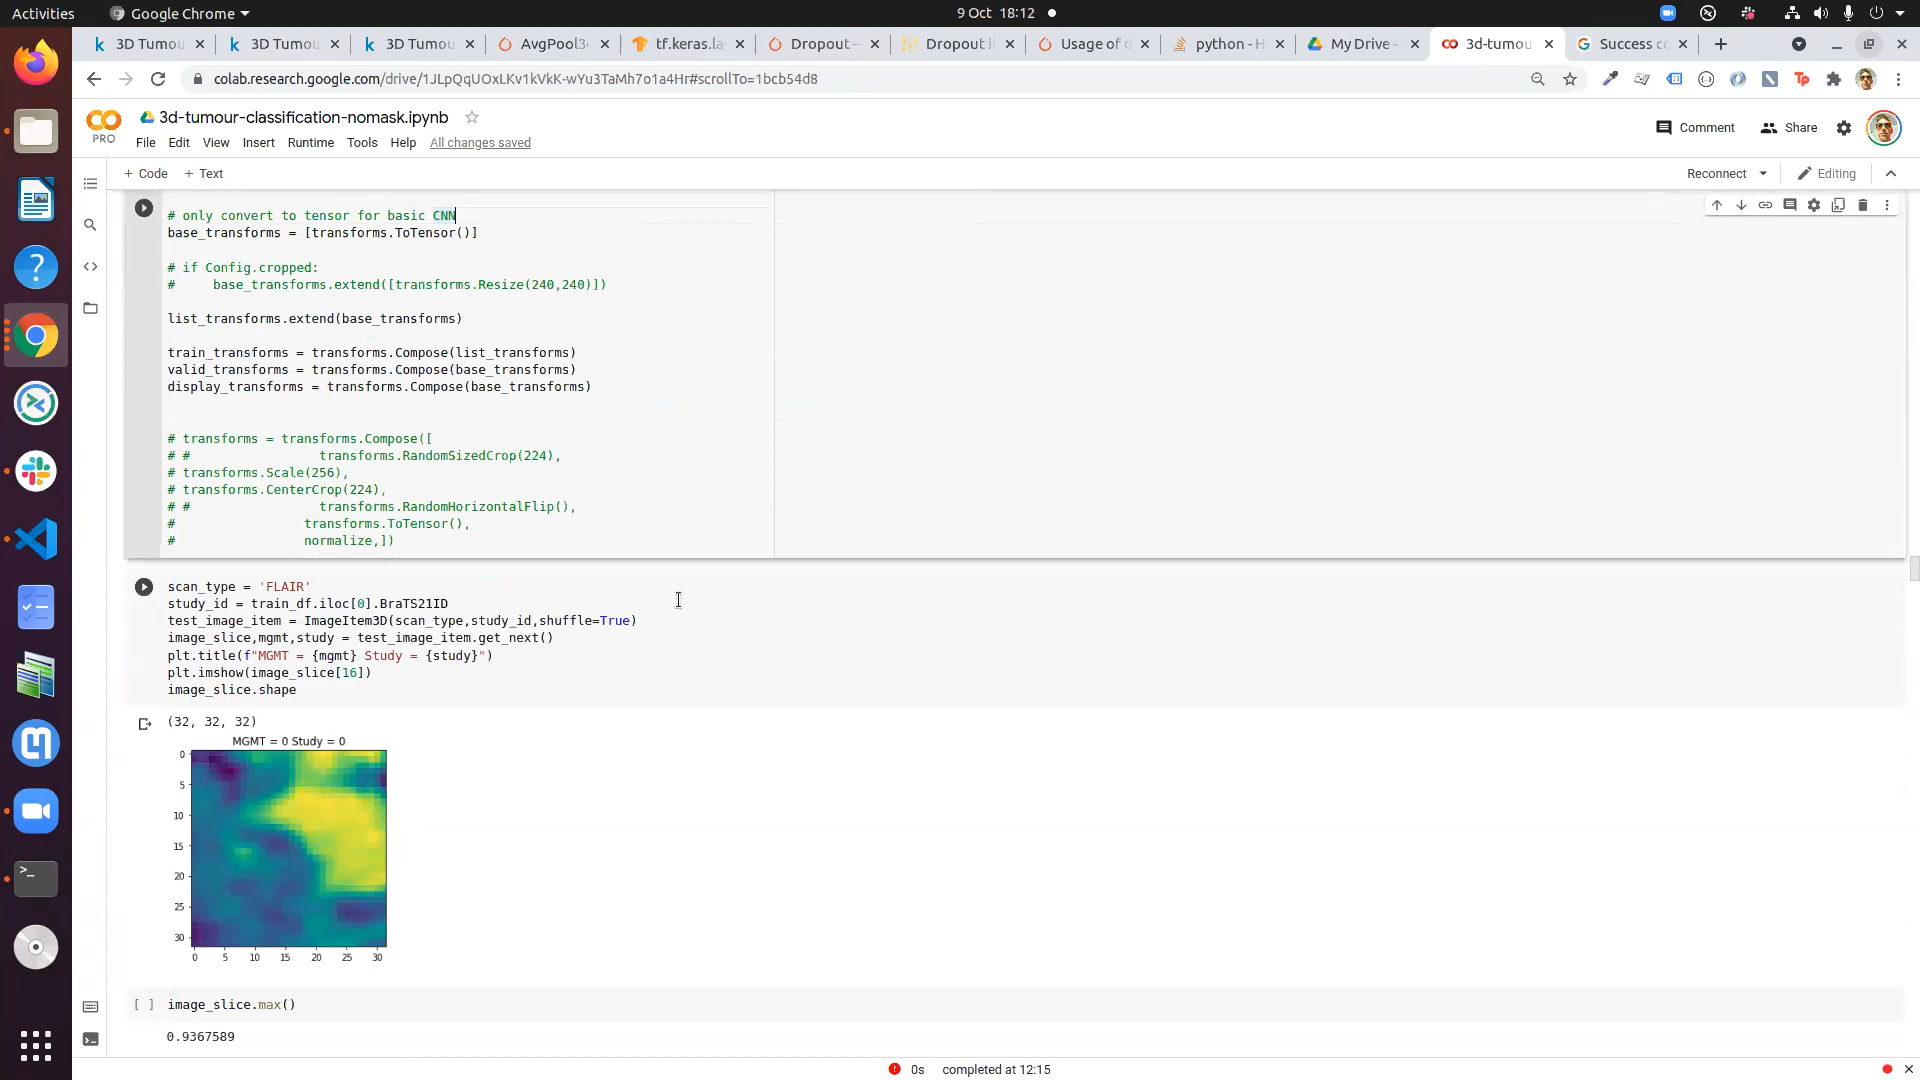 Activities
Google Chrome
9 Oct 18:12
3D Tumou
3D Tumou
3D Tumou
AvgPool3
tf.keras.la
Dropout –
Dropout i
Usage of d
python - H
My Drive -
3d-tumou
Success co
colab.research.google.com/drive/1JLpQqUOxLKv1kVkK-wYu3TaMh7o1a4Hr#scrollTo=1bcb54d8
PRO
3d-tumour-classification-nomask.ipynb
Comment
Share
File Edit View Insert Runtime Tools Help All changes saved
+ Code + Text
Reconnect
Editing
# only convert to tensor for basic CNN
base_transforms = [transforms.ToTensor()]
# if Config.cropped:
#     base_transforms.extend([transforms.Resize(240,240)])
list_transforms.extend(base_transforms)
train_transforms = transforms.Compose(list_transforms)
valid_transforms = transforms.Compose(base_transforms)
display_transforms = transforms.Compose(base_transforms)
# transforms = transforms.Compose([
# #                 transforms.RandomSizedCrop(224),
# transforms.Scale(256),
# transforms.CenterCrop(224),
# #                 transforms.RandomHorizontalFlip(),
#                 transforms.ToTensor(),
#                 normalize,])
scan_type = 'FLAIR'
study_id = train_df.iloc[0].BraTS21ID
test_image_item = ImageItem3D(scan_type,study_id,shuffle=True)
image_slice,mgmt,study = test_image_item.get_next()
plt.title(f"MGMT = {mgmt} Study = {study}")
plt.imshow(image_slice[16])
image_slice.shape
(32, 32, 32)
MGMT = 0 Study = 0
0
5
10
15
20
25
30
0 5 10 15 20 25 30
[ ] image_slice.max()
0.9367589
0s completed at 12:15